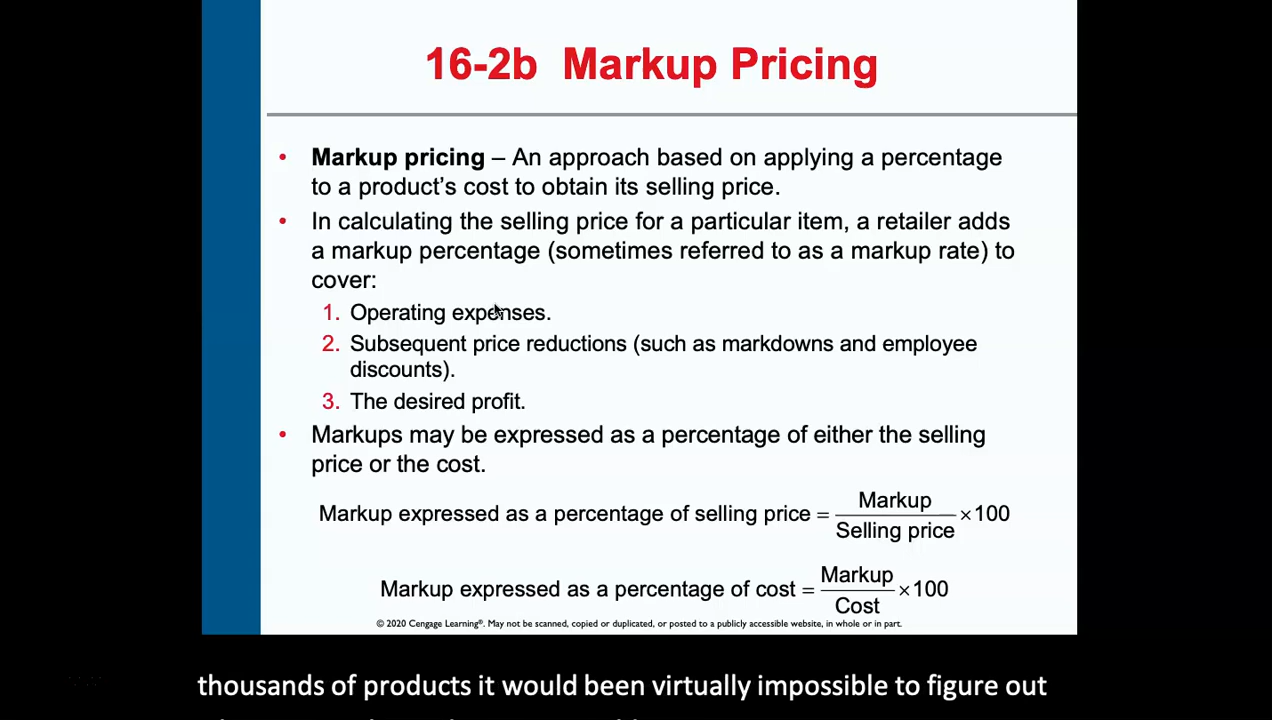 16-2b Markup Pricing
• Markup pricing – An approach based on applying a percentage
to a product's cost to obtain its selling price.
• In calculating the selling price for a particular item, a retailer adds
a markup percentage (sometimes referred to as a markup rate) to
cover:
1. Operating expenses.
2. Subsequent price reductions (such as markdowns and employee
discounts).
3. The desired profit.
• Markups may be expressed as a percentage of either the selling
price or the cost.
Markup expressed as a percentage of selling price = Markup / Selling price ×100
Markup expressed as a percentage of cost = Markup / Cost ×100
© 2020 Cengage Learning®. May not be scanned, copied or duplicated, or posted to a publicly accessible website, in whole or in part.
thousands of products it would been virtually impossible to figure out